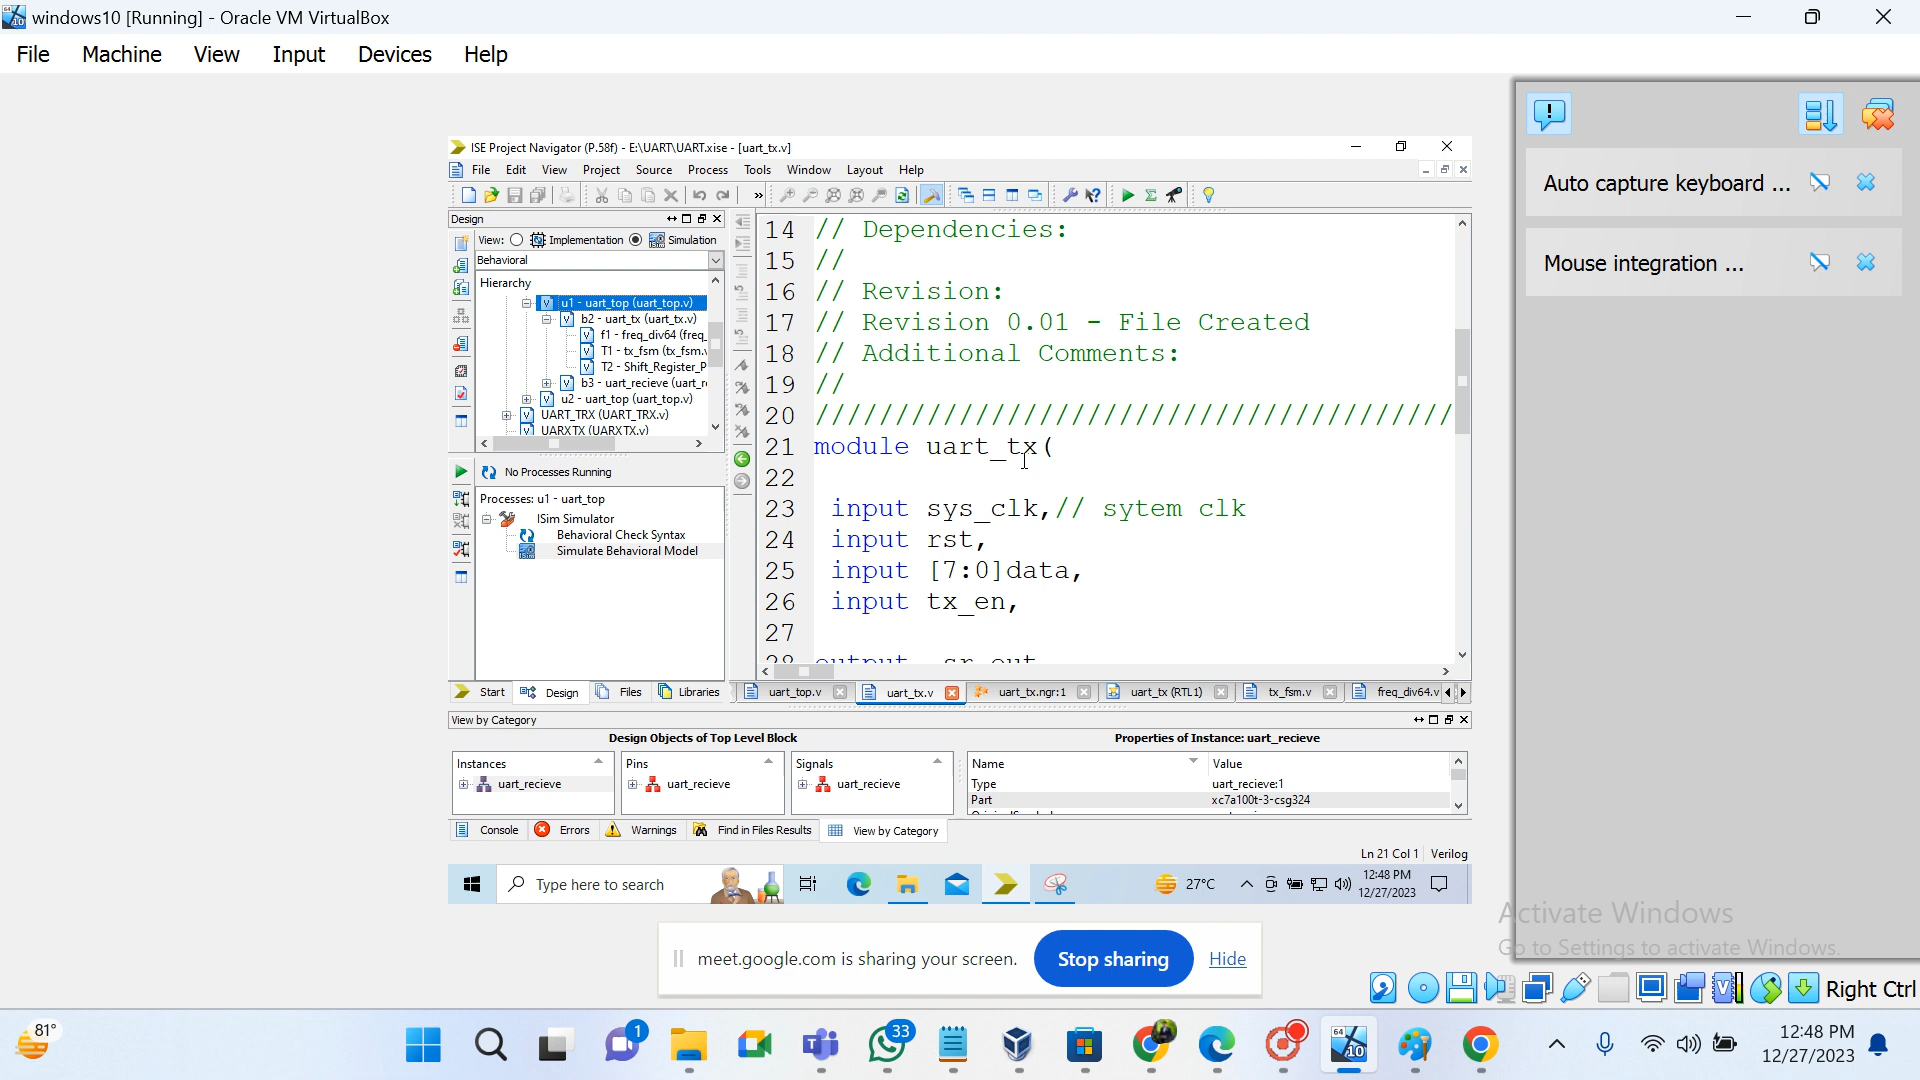 windows10 [Running] - Oracle VM VirtualBox
File Machine View Input Devices Help
Auto capture keyboard ...
Mouse integration ...
ISE Project Navigator (P.58f) - E:\UART\UART.xise - [uart_tx.v]
File Edit View Project Source Process Tools Window Layout Help
Design
View: Implementation Simulation
Behavioral
Hierarchy
u1 - uart_top (uart_top.v)
b2 - uart_tx (uart_tx.v)
f1 - freq_div64 (freq_
T1 - tx_fsm (tx_fsm.v
T2 - Shift_Register_P
b3 - uart_recieve (uart_r
u2 - uart_top (uart_top.v)
UART_TRX (UART_TRX.v)
UARXTX (UARXTX.v)
No Processes Running
Processes: u1 - uart_top
ISim Simulator
Behavioral Check Syntax
Simulate Behavioral Model
14 // Dependencies:
15 //
16 // Revision:
17 // Revision 0.01 - File Created
18 // Additional Comments:
19 //
20 ////////////////////////////////////////
21 module uart_tx(
22
23 input sys_clk,// sytem clk
24 input rst,
25 input [7:0]data,
26 input tx_en,
27
28 output sr_out
Start Design Files Libraries
uart_top.v uart_tx.v uart_tx.ngr:1 uart_tx (RTL1) tx_fsm.v freq_div64.v
View by Category
Design Objects of Top Level Block
Properties of Instance: uart_recieve
Instances Pins Signals Name Value
uart_recieve uart_recieve uart_recieve Type uart_recieve:1
Part xc7a100t-3-csg324
Console Errors Warnings Find in Files Results View by Category
Ln 21 Col 1 Verilog
Type here to search
27°C
12:48 PM
12/27/2023
Activate Windows
Go to Settings to activate Windows.
meet.google.com is sharing your screen. Stop sharing Hide
Right Ctrl
81°
1
33
64
10
12:48 PM
12/27/2023